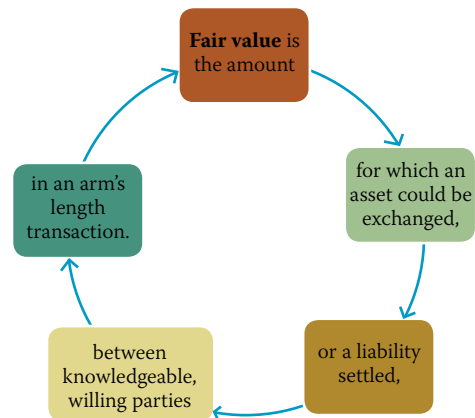 Fair value is
the amount
for which an
asset could be
exchanged,
or a liability
settled,
between
knowledgeable,
willing parties
in an arm’s
length
transaction.